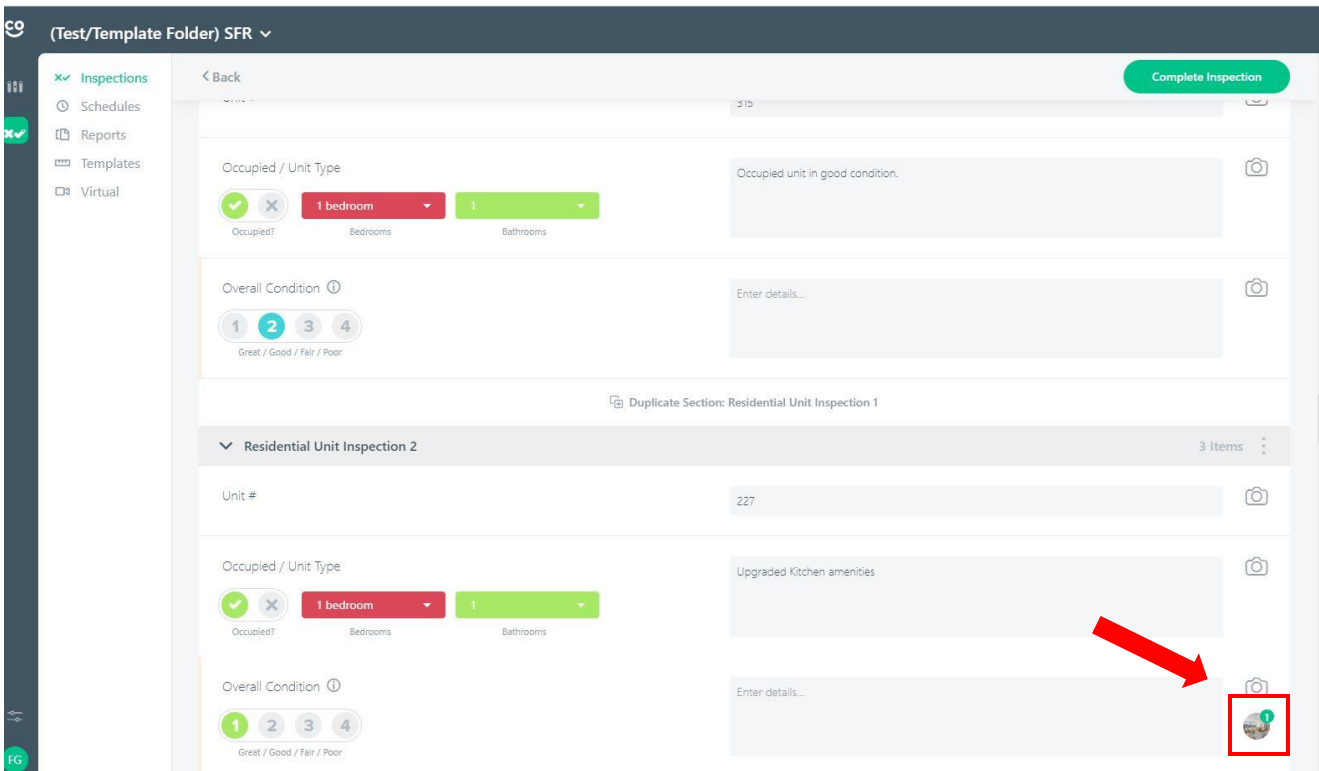 co
(Test/Template Folder) SFR
Inspections
Schedules
Reports
Templates
Virtual
FG
Back
Complete Inspection
Unit #
315
Occupied / Unit Type
1 bedroom
1
Occupied?
Bedrooms
Bathrooms
Occupied unit in good condition.
Overall Condition
1 2 3 4
Great / Good / Fair / Poor
Enter details...
Duplicate Section: Residential Unit Inspection 1
Residential Unit Inspection 2
3 Items
Unit #
227
Occupied / Unit Type
1 bedroom
1
Occupied?
Bedrooms
Bathrooms
Upgraded Kitchen amenities
Overall Condition
1 2 3 4
Great / Good / Fair / Poor
Enter details...
1